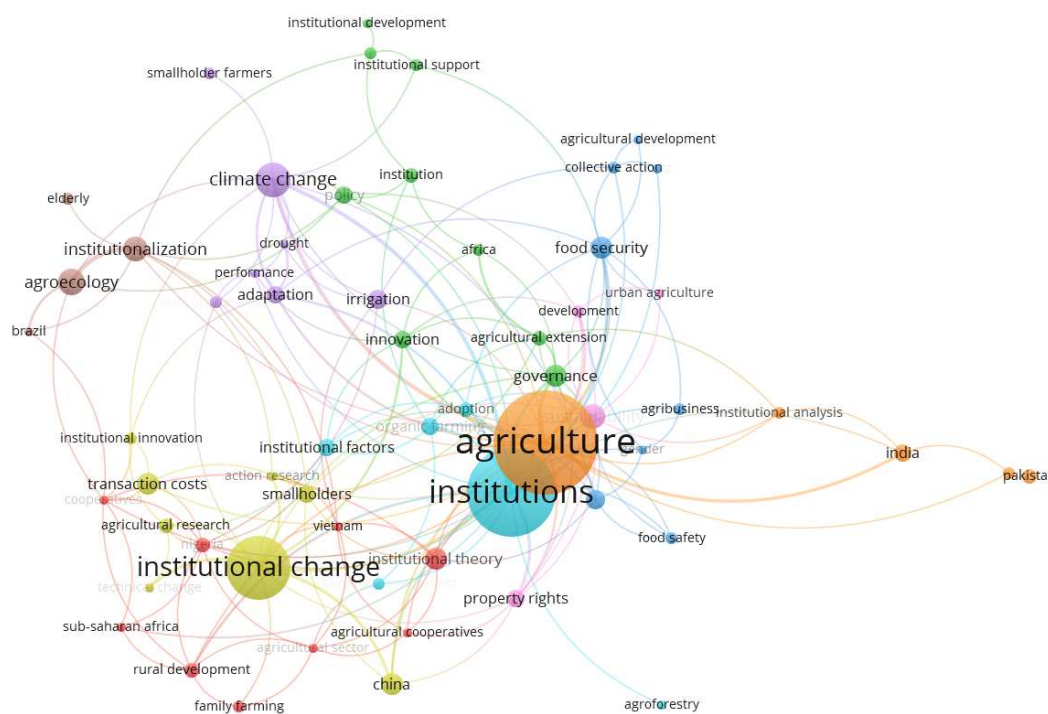 institutional development
institutional support
smallholder farmers
agricultural development
collective action
climate change
institution
policy
elderly
institutionalization
drought
africa
food security
agroecology
performance
adaptation
irrigation
urban agriculture
development
brazil
innovation
agricultural extension
governance
adoption
agribusiness
institutional analysis
organic farming
sustainability
institutional innovation
institutional factors
agriculture
gender
india
action research
transaction costs
smallholders
institutions
pakista
cooperatives
agricultural research
vietnam
nigeria
food safety
institutional change
institutional theory
technical change
property rights
sub-saharan africa
agricultural cooperatives
agricultural sector
rural development
china
family farming
agroforestry